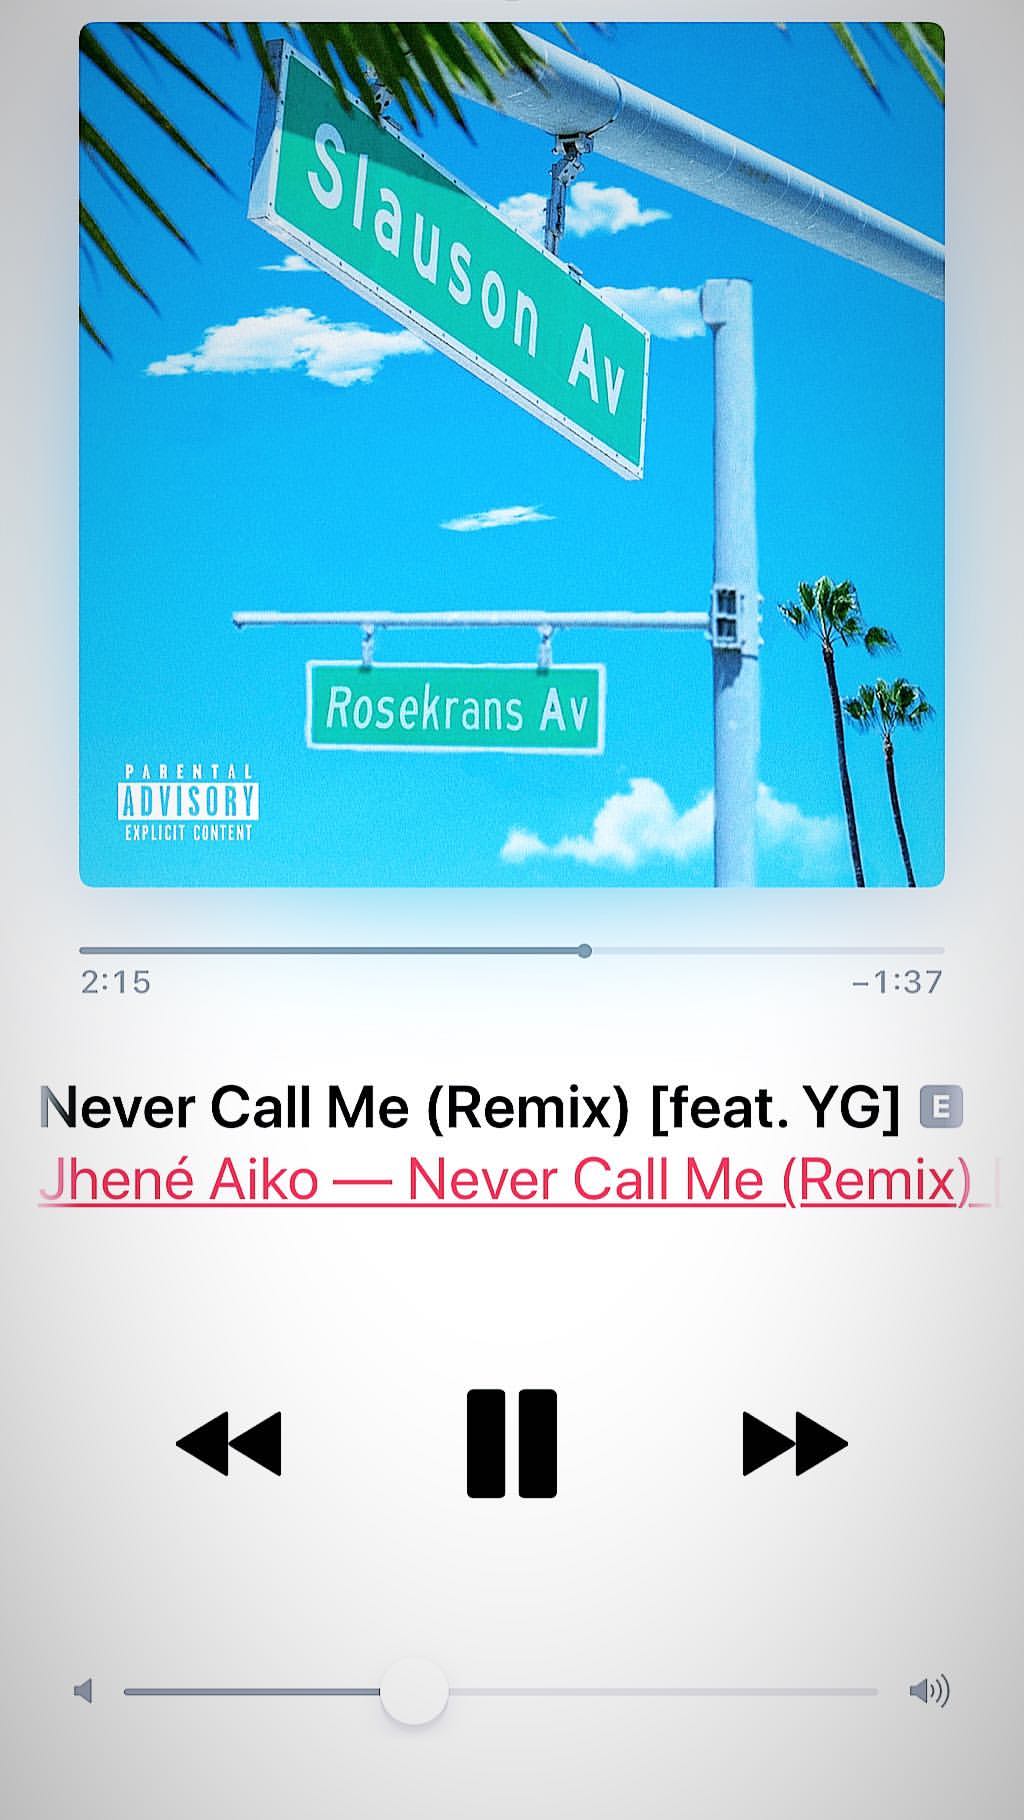 Slauson Av
Rosekrans Av
PARENTAL
ADVISORY
EXPLICIT CONTENT
2:15
–1:37
Never Call Me (Remix) [feat. YG] E
Jhené Aiko — Never Call Me (Remix) [